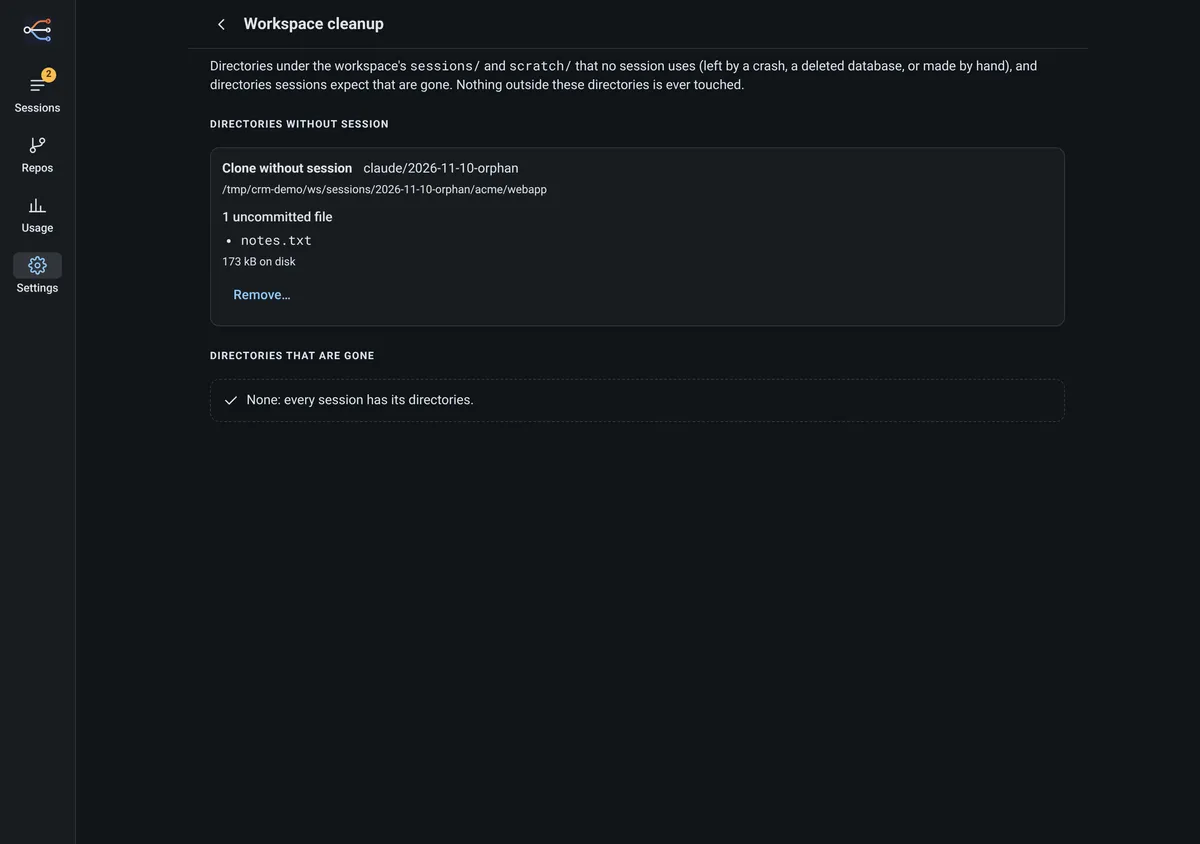 Workspace cleanup
2
Sessions
Repos
Usage
Settings
Directories under the workspace's sessions/ and scratch/ that no session uses (left by a crash, a deleted database, or made by hand), and
directories sessions expect that are gone. Nothing outside these directories is ever touched.
DIRECTORIES WITHOUT SESSION
Clone without session claude/2026-11-10-orphan
/tmp/crm-demo/ws/sessions/2026-11-10-orphan/acme/webapp
1 uncommitted file
• notes.txt
173 kB on disk
Remove…
DIRECTORIES THAT ARE GONE
None: every session has its directories.